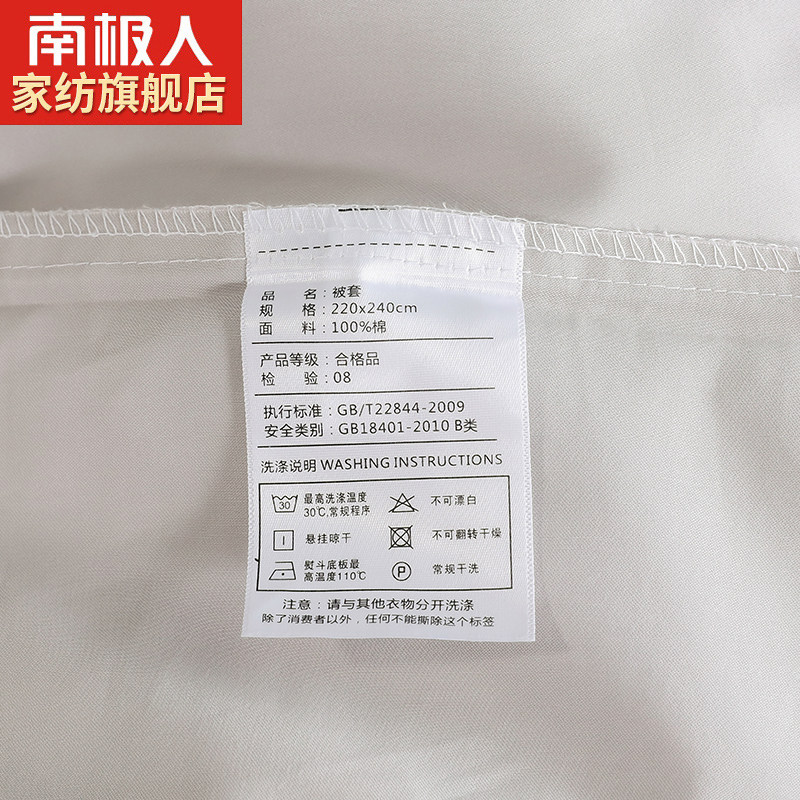 南极人
家纺旗舰店
品 名：被套
规 格：220x240cm
面 料：100%棉
产品等级：合格品
检 验：08
执行标准：GB/T22844-2009
安全类别：GB18401-2010 B类
洗涤说明 WASHING INSTRUCTIONS
30 最高洗涤温度 30℃,常规程序 不可漂白
悬挂晾干 不可翻转干燥
熨斗底板最高温度110℃ P 常规干洗
注意：请与其他衣物分开洗涤
除了消费者以外，任何不能撕除这个标签